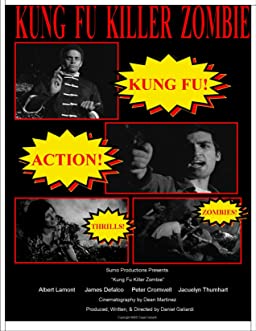 KUNG FU KILLER ZOMBIE
KUNG FU!
ACTION!
THRILLS!
ZOMBIES!
Sumo Productions Presents
"Kung Fu Killer Zombie"
Albert Lamont James Defalco Peter Cromwell Jacuelyn Thumhart
Cinematography by Dean Martinez
Produced, Written, & Directed by Daniel Gallardi